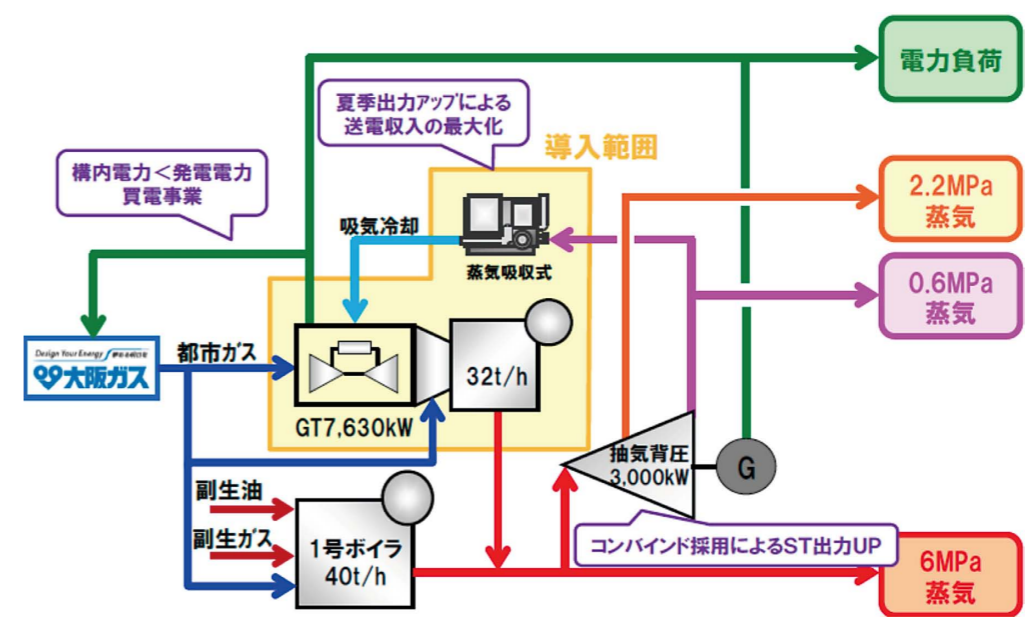 電力負荷
夏季出力アップによる
送電収入の最大化
導入範囲
構内電力<発電電力
買電事業
2.2MPa
蒸気
吸気冷却
蒸気吸収式
0.6MPa
蒸気
Design Your Energy
大阪ガス
都市ガス
32t/h
GT7,630kW
抽気背圧
3,000kW
G
副生油
副生ガス
1号ボイラ
40t/h
コンバインド採用によるST出力UP
6MPa
蒸気